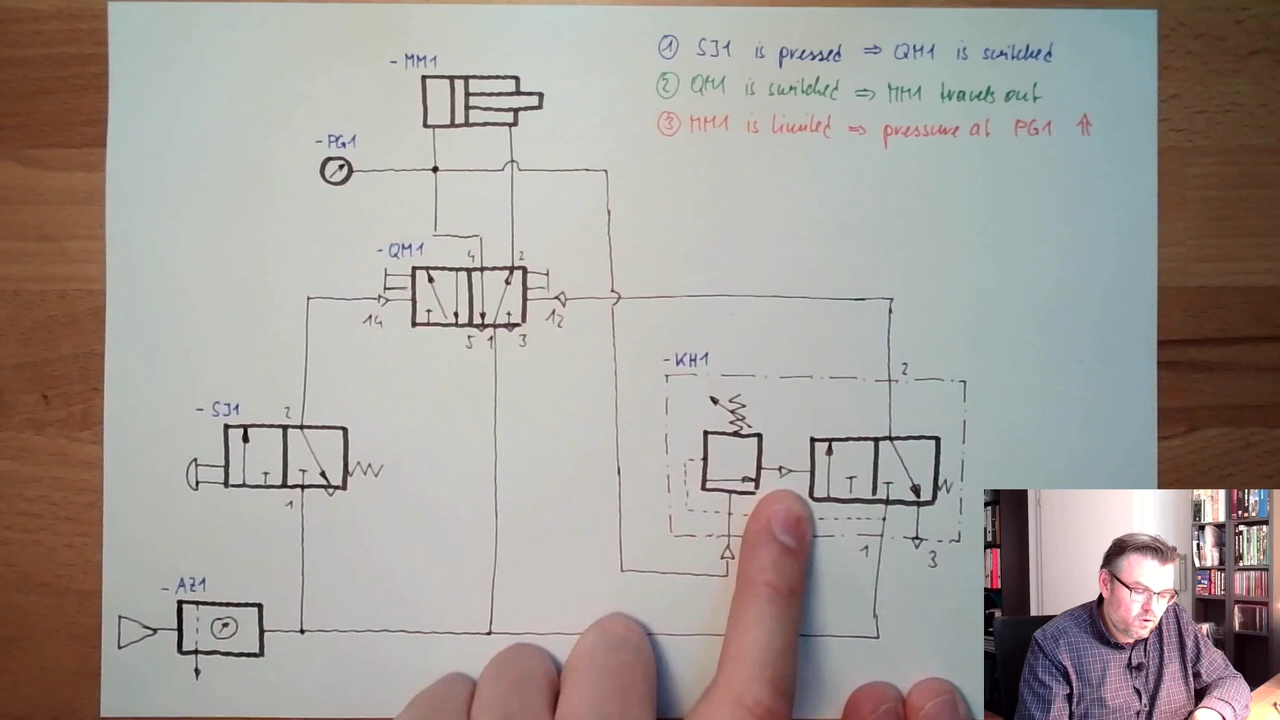 ① SJ1 is pressed ⇒ QM1 is switched
② QM1 is switched ⇒ MM1 travels out
③ MM1 is limited ⇒ pressure at PG1 ⇑
-MM1
-PG1
-QM1
4 2
14
12
5 1 3
-KH1
2
-SJ1
2
1
1
3
-AZ1